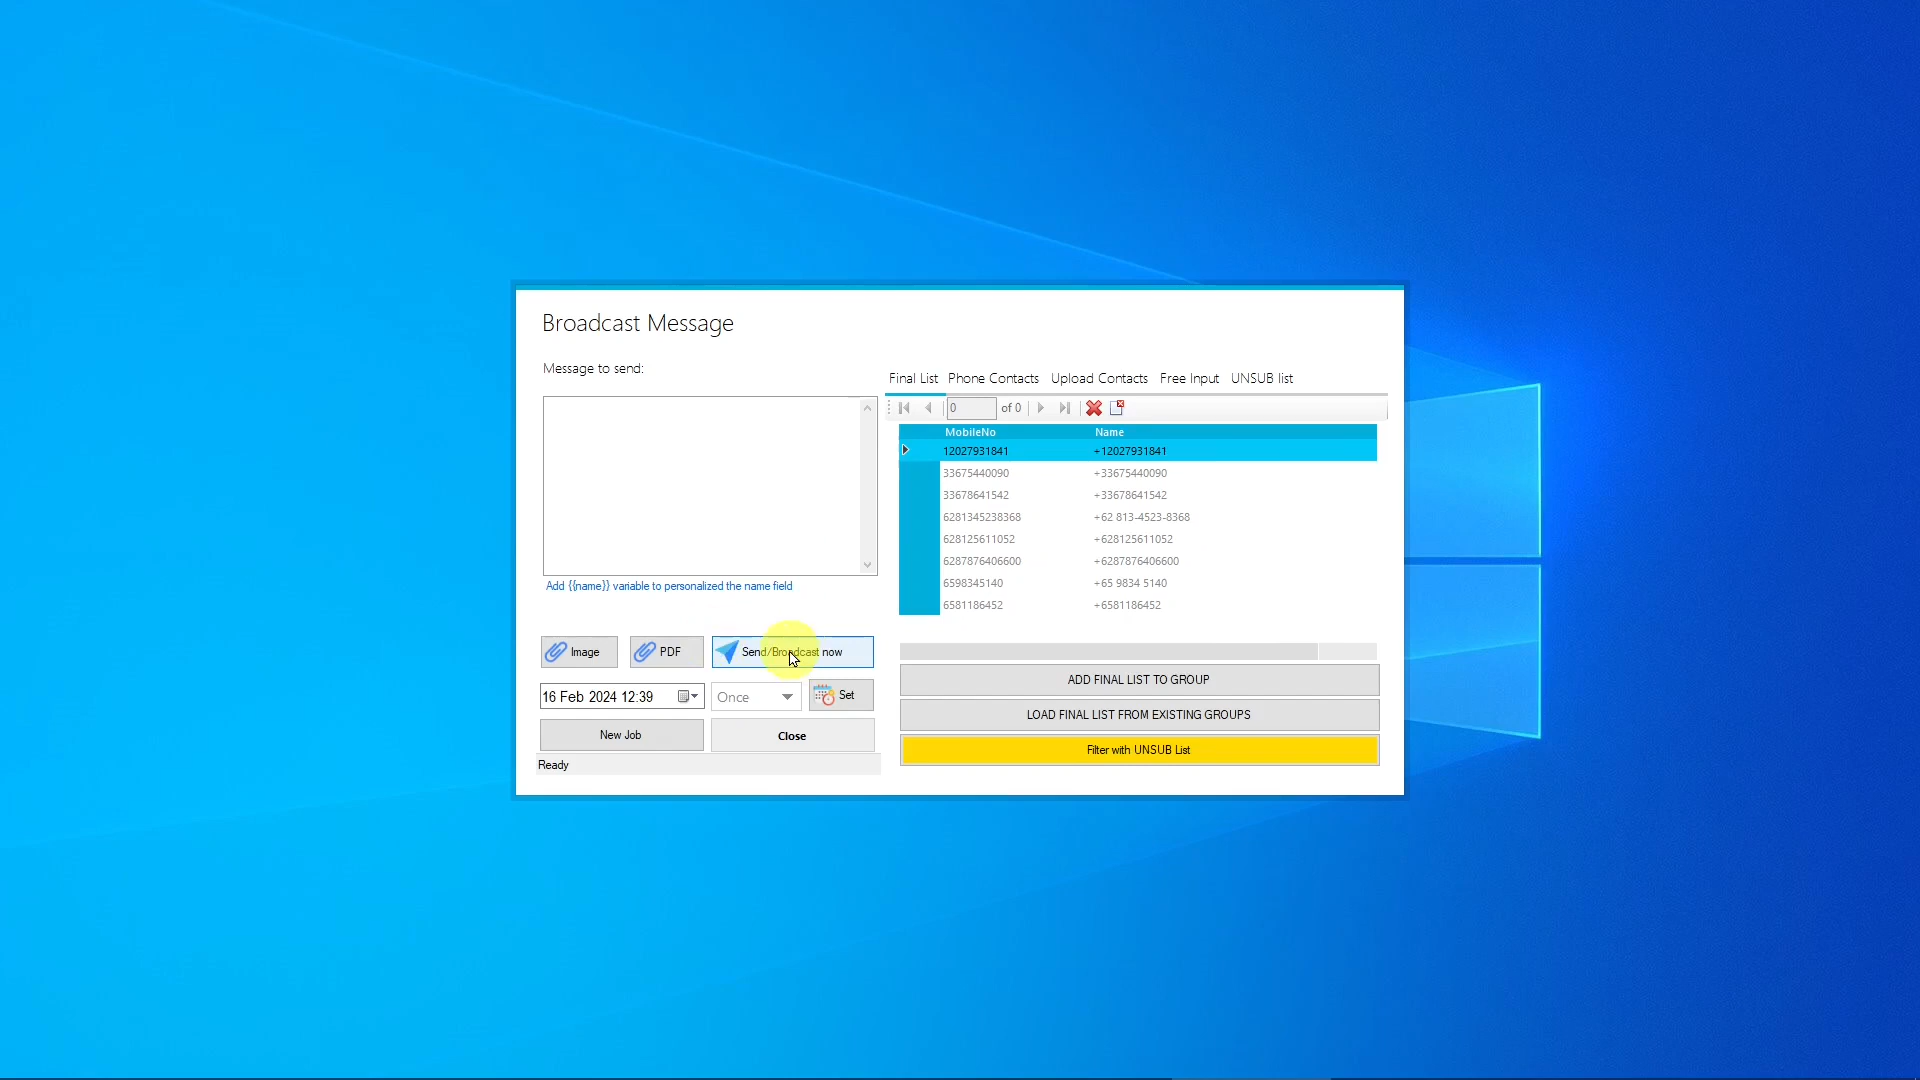 Broadcast Message
Message to send:
Final List Phone Contacts Upload Contacts Free Input UNSUB list
0 of 0
MobileNo Name
12027931841 +12027931841
33675440090 +33675440090
33678641542 +33678641542
6281345238368 +62 813-4523-8368
628125611052 +628125611052
6287876406600 +6287876406600
6598345140 +65 9834 5140
6581186452 +6581186452
Add {{name}} variable to personalized the name field
Image PDF Send/Broadcast now
16 Feb 2024 12:39 Once Set
New Job Close
Ready
ADD FINAL LIST TO GROUP
LOAD FINAL LIST FROM EXISTING GROUPS
Filter with UNSUB List